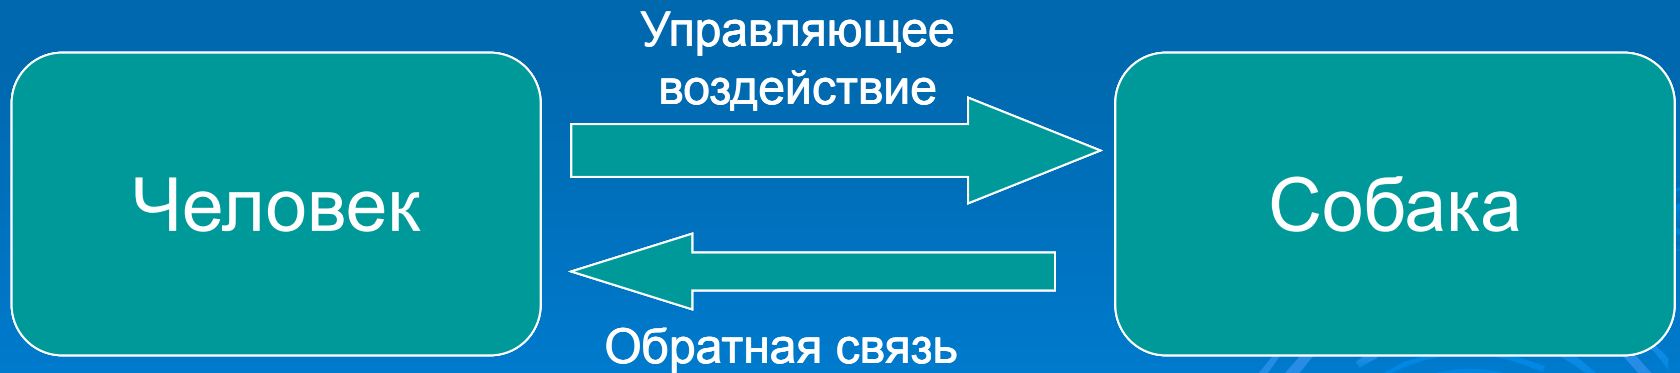 Управляющее
воздействие
Человек
Собака
Обратная связь